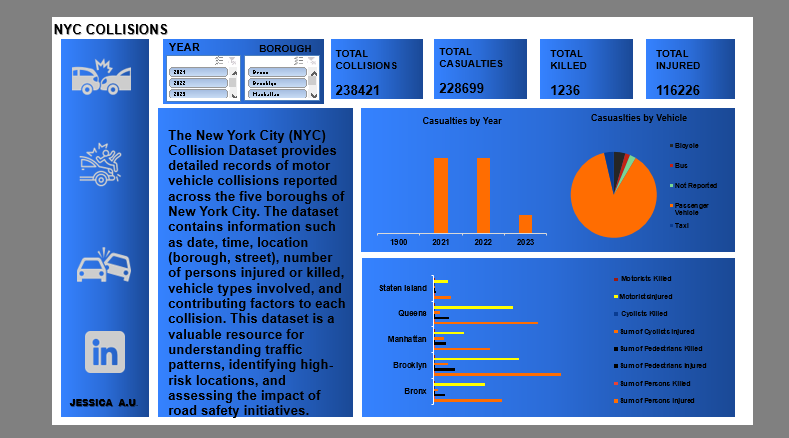 NYC COLLISIONS
YEAR
2021
2022
2023
BOROUGH
Bronx
Brooklyn
Manhattan
TOTAL
COLLISIONS
238421
TOTAL
CASUALTIES
228699
TOTAL
KILLED
1236
TOTAL
INJURED
116226
in
JESSICA A.U.
The New York City (NYC)
Collision Dataset provides
detailed records of motor
vehicle collisions reported
across the five boroughs of
New York City. The dataset
contains information such
as date, time, location
(borough, street), number
of persons injured or killed,
vehicle types involved, and
contributing factors to each
collision. This dataset is a
valuable resource for
understanding traffic
patterns, identifying high-
risk locations, and
assessing the impact of
road safety initiatives.
Casualties by Year
1900 2021 2022 2023
Casuaslties by Vehicle
Bicycle
Bus
Not Reported
Passenger
Vehicle
Taxi
Staten Island
Queens
Manhattan
Brooklyn
Bronx
Motorists Killed
MotoristsInjured
Cyclists Killed
Sum of Cyclists Injured
Sum of Pedestrians Killed
Sum of Pedestrians Injured
Sum of Persons Killed
Sum of Persons Injured